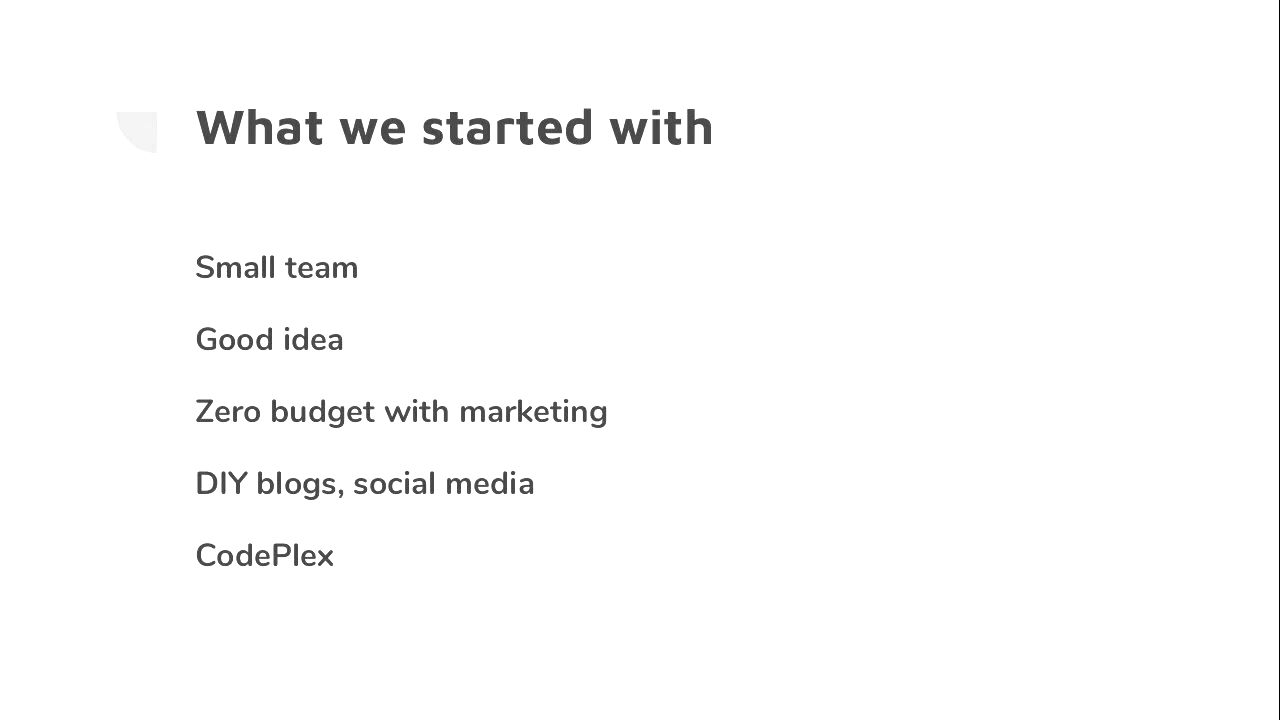 What we started with
Small team
Good idea
Zero budget with marketing
DIY blogs, social media
CodePlex